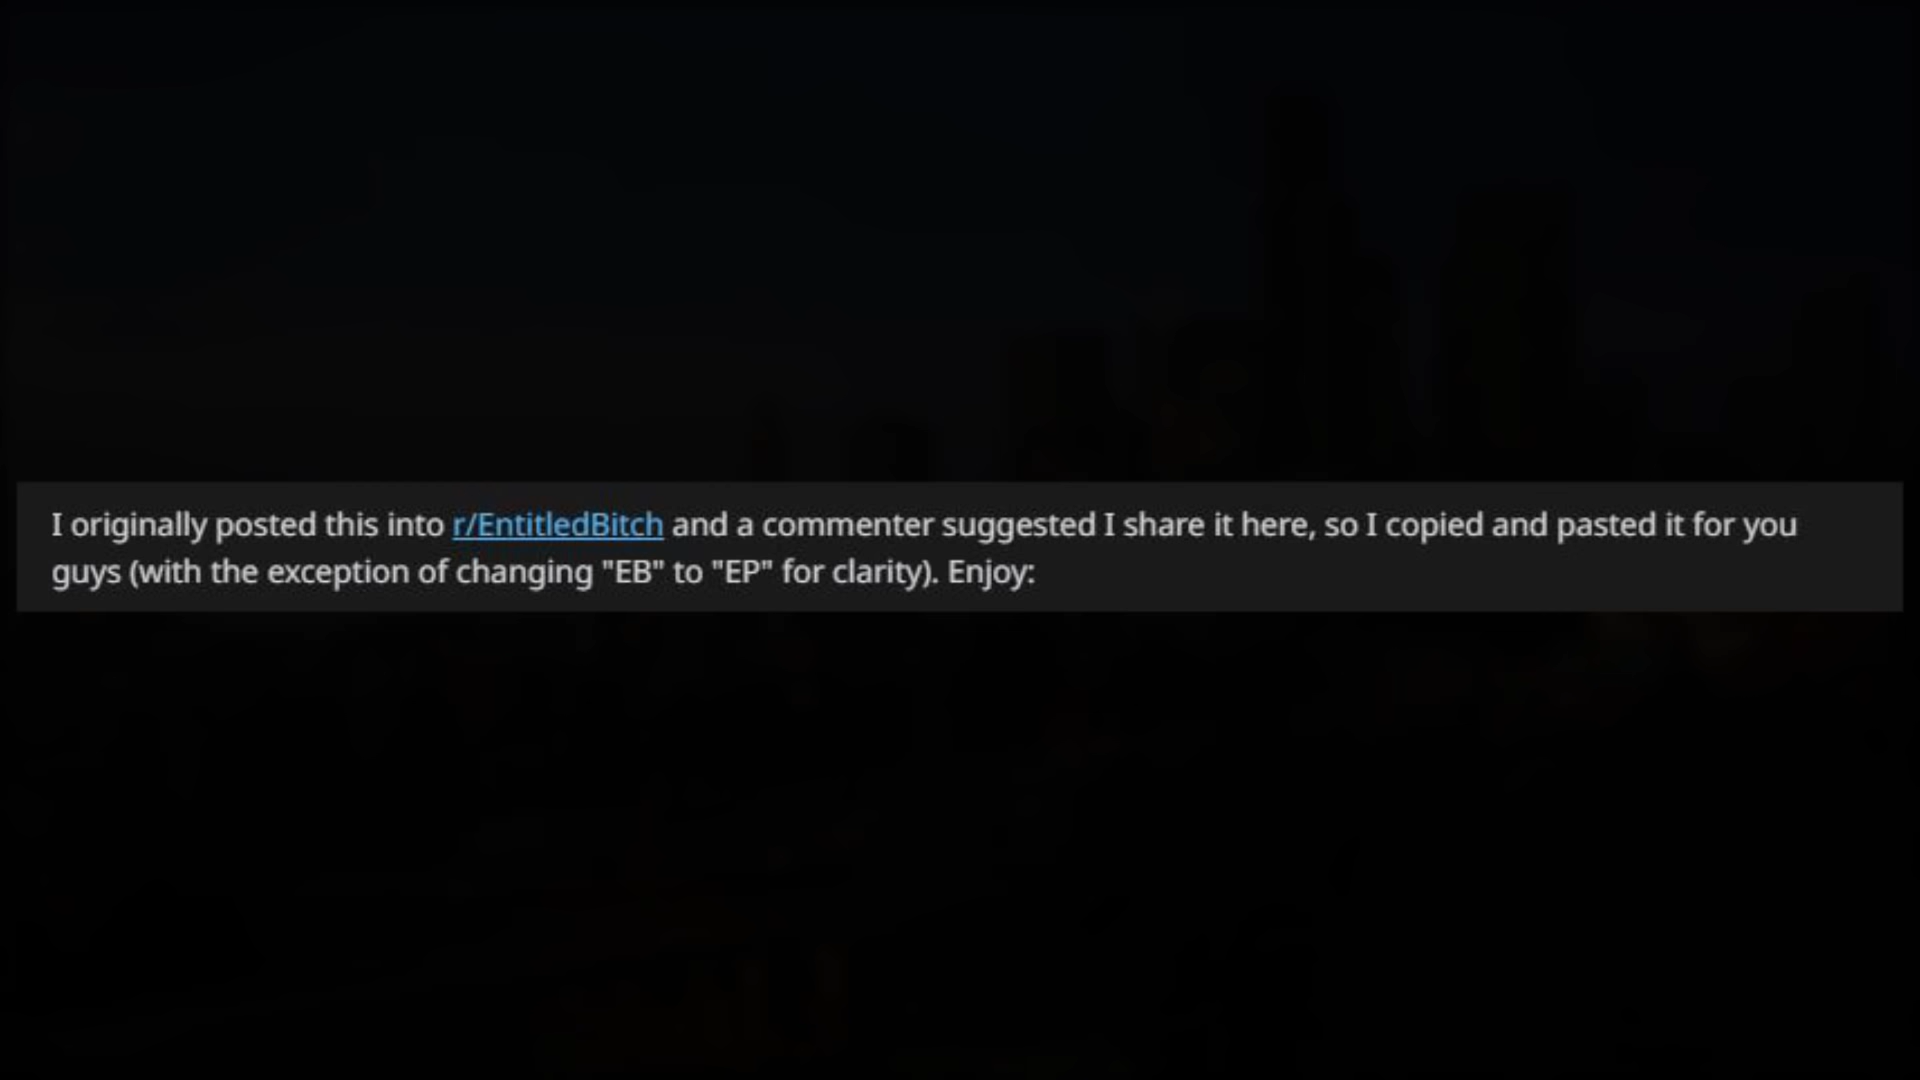 I originally posted this into r/EntitledBitch and a commenter suggested I share it here, so I copied and pasted it for you
guys (with the exception of changing "EB" to "EP" for clarity). Enjoy: